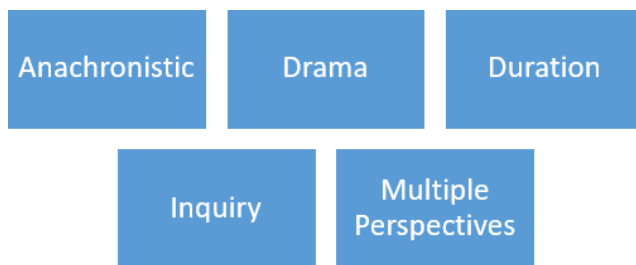 Anachronistic
Drama
Duration
Inquiry
Multiple
Perspectives